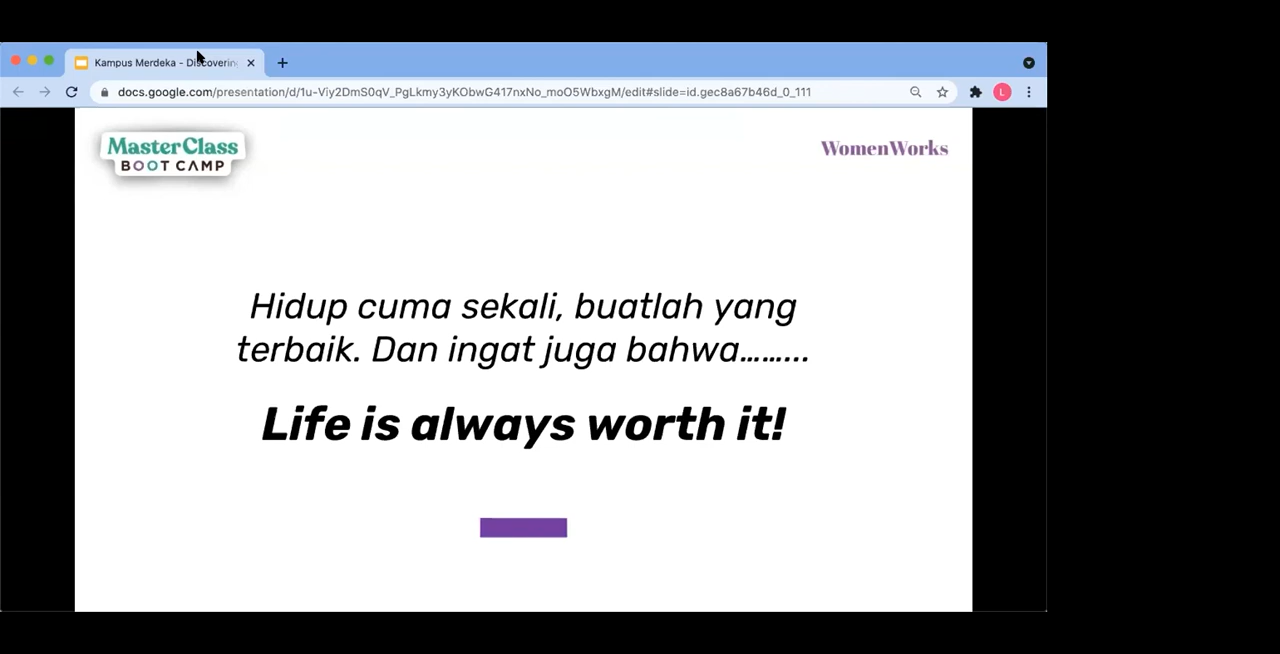 Kampus Merdeka - Discovering
docs.google.com/presentation/d/1u-Viy2DmS0qV_PgLkmy3yKObwG417nxNo_moO5WbxgM/edit#slide=id.gec8a67b46d_0_111
L
MasterClass
BOOT CAMP
WomenWorks
Hidup cuma sekali, buatlah yang
terbaik. Dan ingat juga bahwa……...
Life is always worth it!